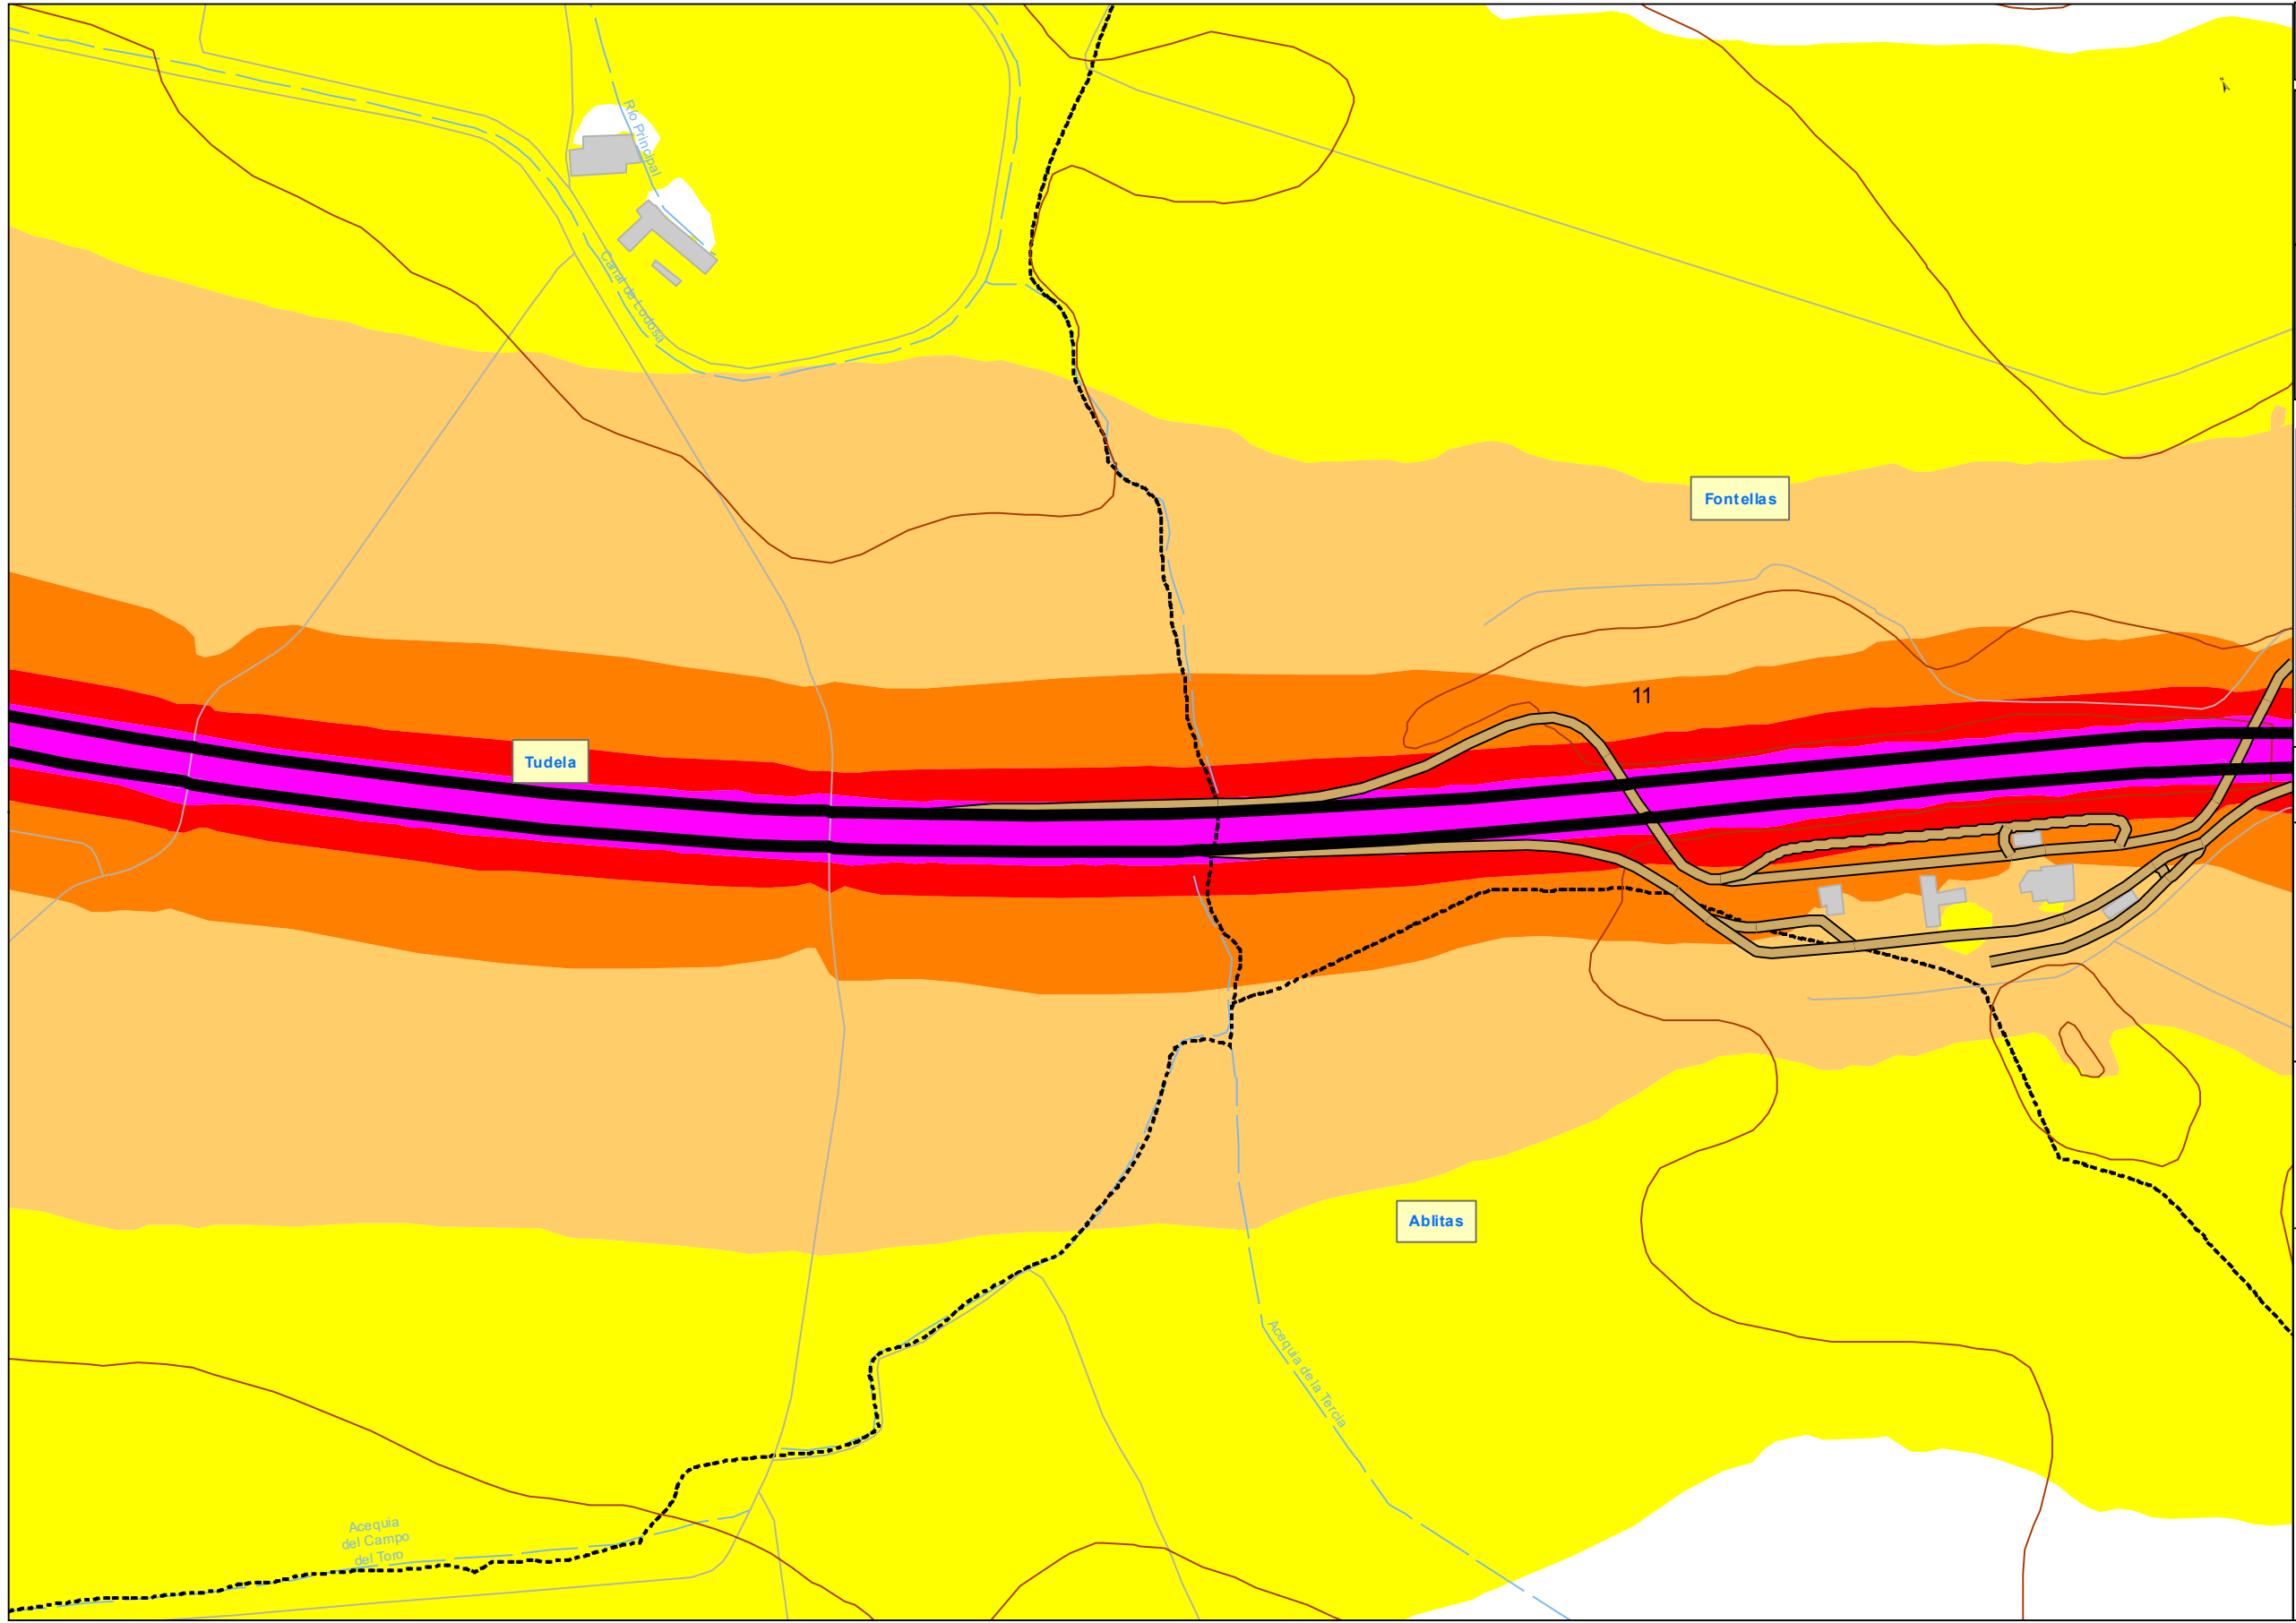 Río Principal
Canal de Lodosa
Fontellas
11
Tudela
Ablitas
Acequia de la Tercia
Acequia
del Campo
del Toro